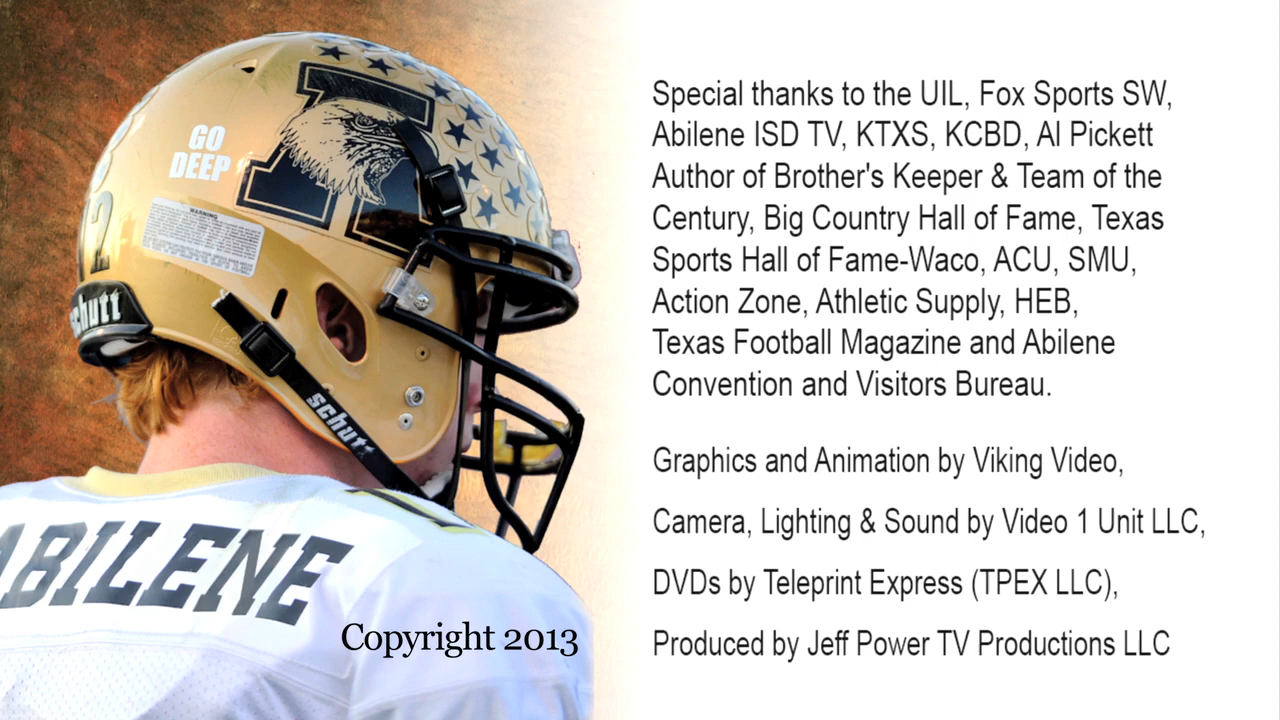 GO
DEEP
WARNING
2
schutt
schutt
ABILENE
Copyright 2013
Special thanks to the UIL, Fox Sports SW,
Abilene ISD TV, KTXS, KCBD, Al Pickett
Author of Brother's Keeper & Team of the
Century, Big Country Hall of Fame, Texas
Sports Hall of Fame-Waco, ACU, SMU,
Action Zone, Athletic Supply, HEB,
Texas Football Magazine and Abilene
Convention and Visitors Bureau.
Graphics and Animation by Viking Video,
Camera, Lighting & Sound by Video 1 Unit LLC,
DVDs by Teleprint Express (TPEX LLC),
Produced by Jeff Power TV Productions LLC